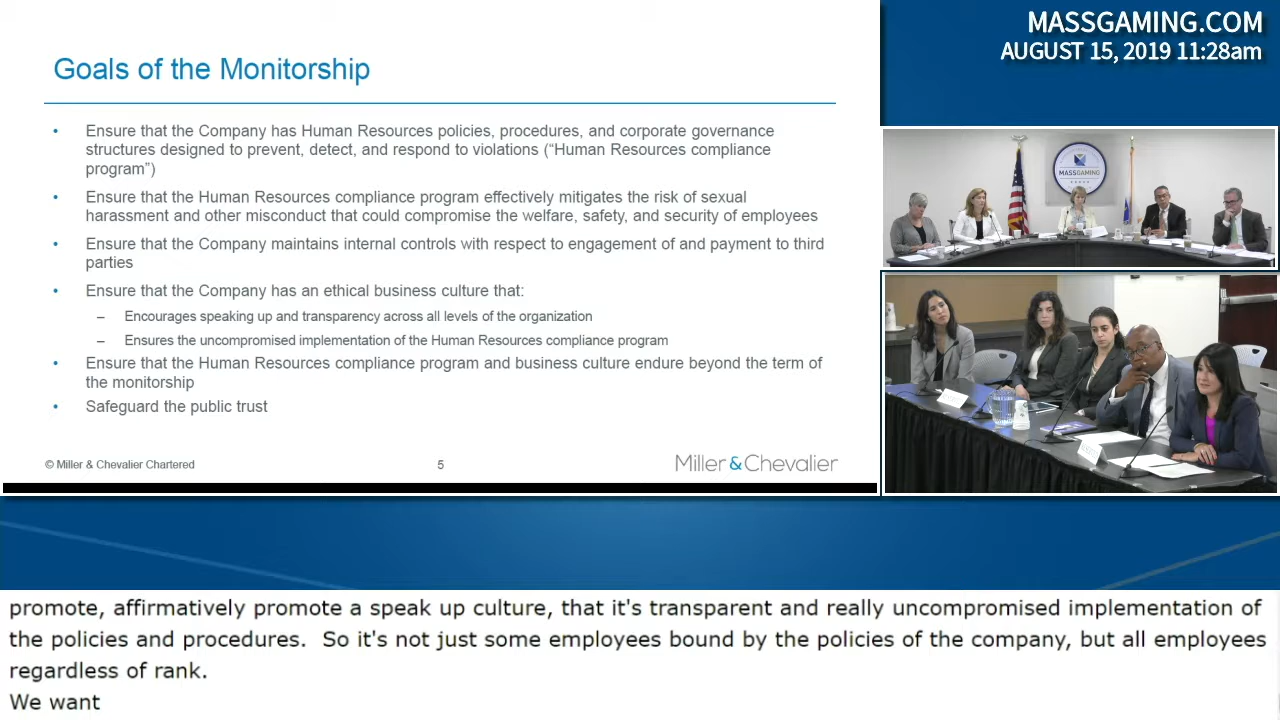 MASSGAMING.COM
AUGUST 15, 2019 11:28am
Goals of the Monitorship
• Ensure that the Company has Human Resources policies, procedures, and corporate governance
structures designed to prevent, detect, and respond to violations (“Human Resources compliance
program”)
• Ensure that the Human Resources compliance program effectively mitigates the risk of sexual
harassment and other misconduct that could compromise the welfare, safety, and security of employees
• Ensure that the Company maintains internal controls with respect to engagement of and payment to third
parties
• Ensure that the Company has an ethical business culture that:
– Encourages speaking up and transparency across all levels of the organization
– Ensures the uncompromised implementation of the Human Resources compliance program
• Ensure that the Human Resources compliance program and business culture endure beyond the term of
the monitorship
• Safeguard the public trust
© Miller & Chevalier Chartered
5
Miller&Chevalier
MASSGAMING
promote, affirmatively promote a speak up culture, that it's transparent and really uncompromised implementation of
the policies and procedures.  So it's not just some employees bound by the policies of the company, but all employees
regardless of rank.
We want